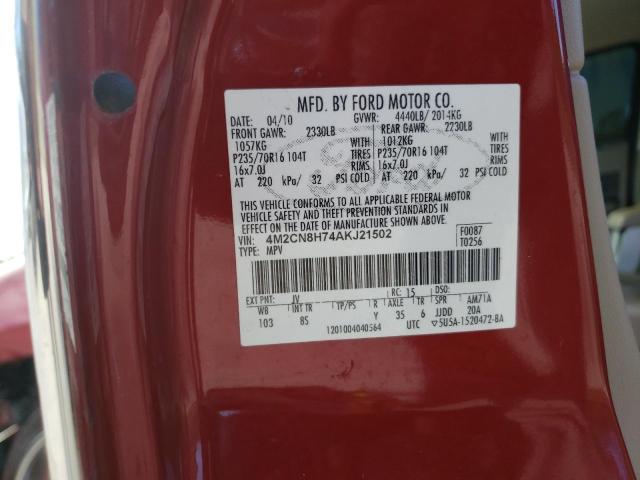 MFD. BY FORD MOTOR CO.
DATE: 04/10 GVWR: 4440LB/ 2014KG
FRONT GAWR: 2330LB REAR GAWR: 2230LB
1057KG WITH 1012KG WITH
P235/70R16 104T TIRES P235/70R16 104T TIRES
16x7.0J RIMS 16x7.0J RIMS
AT 220 kPa/ 32 PSI COLD AT 220 kPa/ 32 PSI COLD
THIS VEHICLE CONFORMS TO ALL APPLICABLE FEDERAL MOTOR
VEHICLE SAFETY AND THEFT PREVENTION STANDARDS IN
EFFECT ON THE DATE OF MANUFACTURE SHOWN ABOVE.
VIN: 4M2CN8H74AKJ21502 F0087
TYPE: MPV T0256
EXT PNT: JV RC: 15 DSO:
WB INT TR TP/PS R AXLE TR SPR AM71A
103 8S Y 35 6 JJDD 20A
1201004040564 UTC 5U5A-1520472-BA